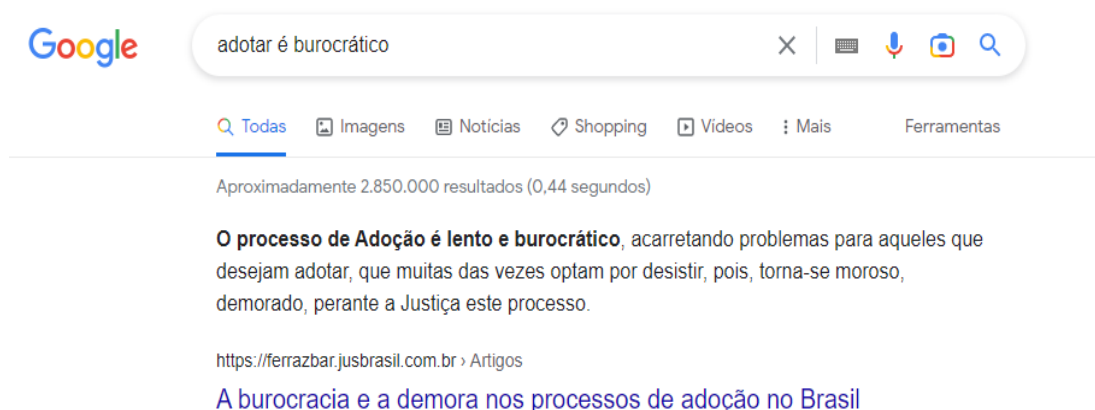 Google
adotar é burocrático
Todas Imagens Notícias Shopping Vídeos Mais Ferramentas
Aproximadamente 2.850.000 resultados (0,44 segundos)
O processo de Adoção é lento e burocrático, acarretando problemas para aqueles que
desejam adotar, que muitas das vezes optam por desistir, pois, torna-se moroso,
demorado, perante a Justiça este processo.
https://ferrazbar.jusbrasil.com.br › Artigos
A burocracia e a demora nos processos de adoção no Brasil